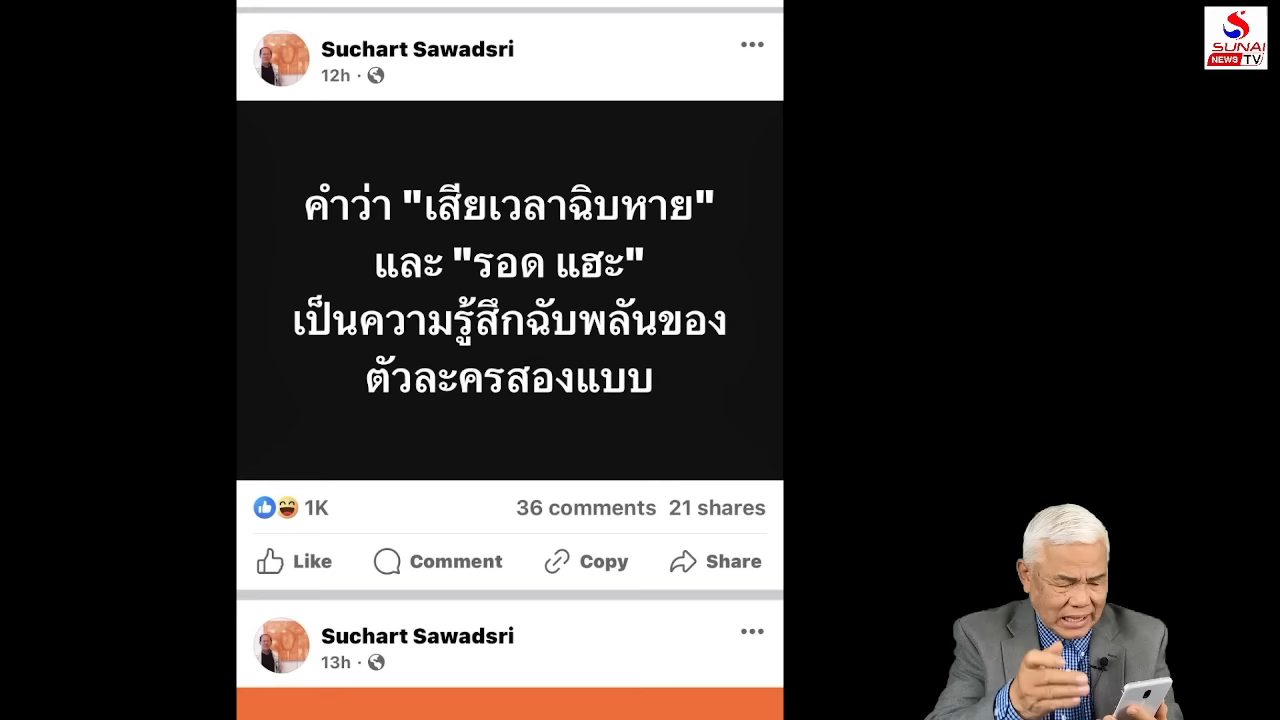 SUNAI
NEWS TV
Suchart Sawadsri
12h ·
คำว่า "เสียเวลาฉิบหาย"
และ "รอด แฮะ"
เป็นความรู้สึกฉับพลันของ
ตัวละครสองแบบ
1K 36 comments 21 shares
Like Comment Copy Share
Suchart Sawadsri
13h ·